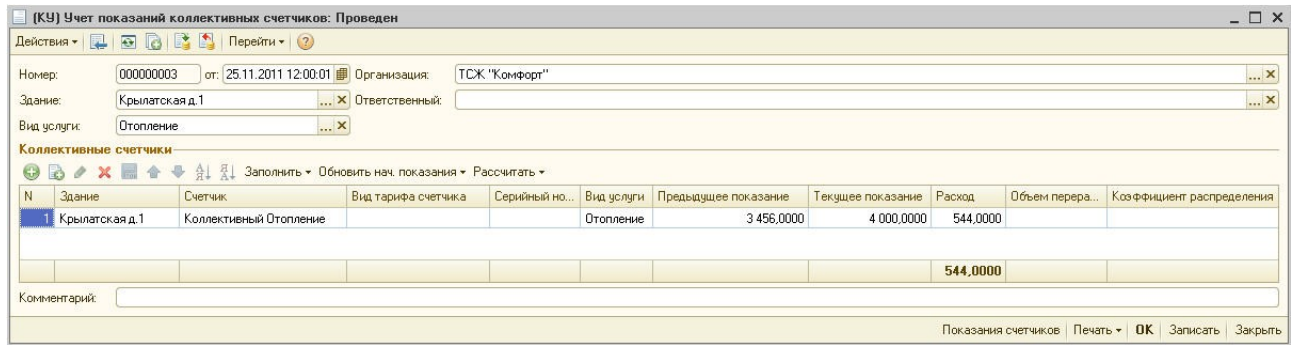 (КУ) Учет показаний коллективных счетчиков: Проведен
Действия Перейти
Номер: 000000003 от: 25.11.2011 12:00:01 Организация: ТСЖ "Комфорт"
Здание: Крылатская д.1 ... Ответственный: ...
Вид услуги: Отопление ...
Коллективные счетчики
Заполнить Обновить нач. показания Рассчитать
N Здание Счетчик Вид тарифа счетчика Серийный но... Вид услуги Предыдущее показание Текущее показание Расход Объем перера... Коэффициент распределения
1 Крылатская д.1 Коллективный Отопление Отопление 3 456,0000 4 000,0000 544,0000
544,0000
Комментарий:
Показания счетчиков Печать OK Записать Закрыть